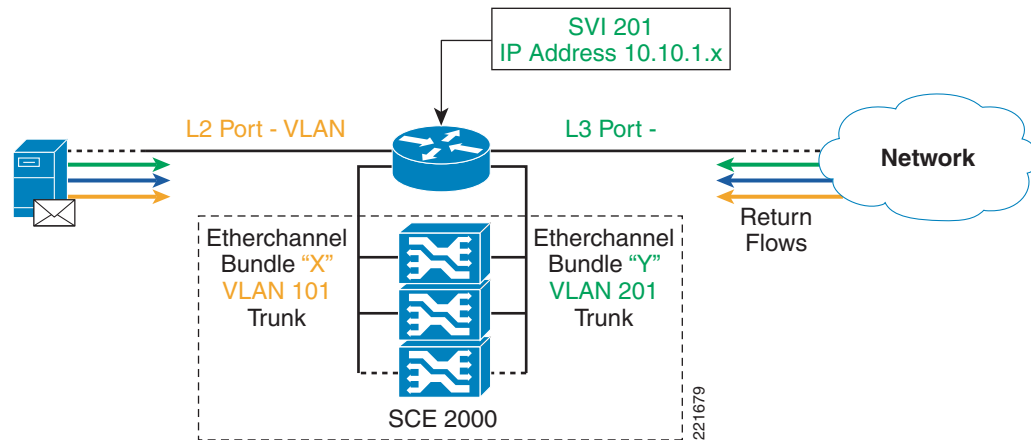 SVI 201
IP Address 10.10.1.x
L2 Port - VLAN
L3 Port -
Network
Return
Flows
Etherchannel
Bundle “X”
VLAN 101
Trunk
Etherchannel
Bundle “Y”
VLAN 201
Trunk
SCE 2000
221679